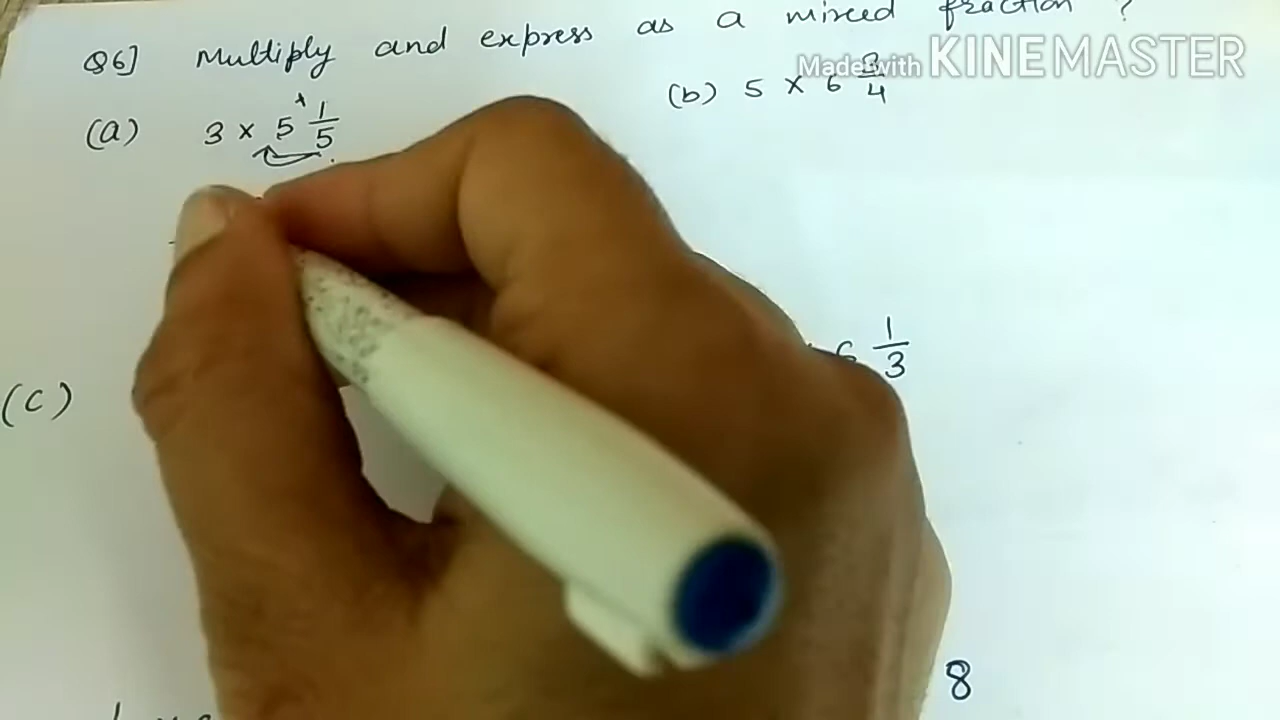 Q6] Multiply and express as a mixed fraction ?
Made with KINEMASTER
(a) 3 × 5 1/5
(b) 5 × 6 3/4
6 1/3
(c)
8